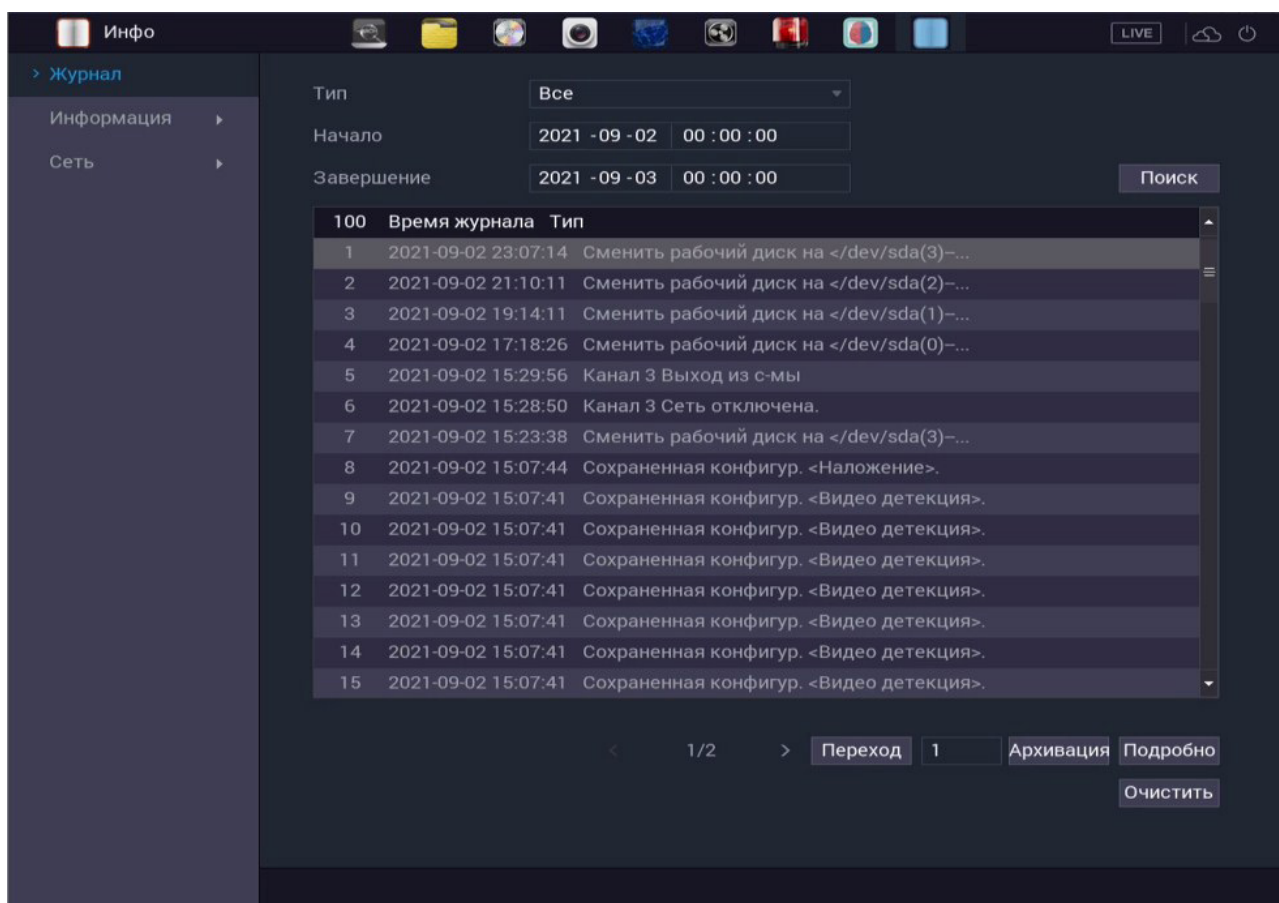 Инфо
LIVE
> Журнал
Информация
Сеть
Тип Все
Начало 2021 - 09 - 02 00 : 00 : 00
Завершение 2021 - 09 - 03 00 : 00 : 00
Поиск
100 Время журнала Тип
1 2021-09-02 23:07:14 Сменить рабочий диск на </dev/sda(3)–...
2 2021-09-02 21:10:11 Сменить рабочий диск на </dev/sda(2)–...
3 2021-09-02 19:14:11 Сменить рабочий диск на </dev/sda(1)–...
4 2021-09-02 17:18:26 Сменить рабочий диск на </dev/sda(0)–...
5 2021-09-02 15:29:56 Канал 3 Выход из с-мы
6 2021-09-02 15:28:50 Канал 3 Сеть отключена.
7 2021-09-02 15:23:38 Сменить рабочий диск на </dev/sda(3)–...
8 2021-09-02 15:07:44 Сохраненная конфигур. <Наложение>.
9 2021-09-02 15:07:41 Сохраненная конфигур. <Видео детекция>.
10 2021-09-02 15:07:41 Сохраненная конфигур. <Видео детекция>.
11 2021-09-02 15:07:41 Сохраненная конфигур. <Видео детекция>.
12 2021-09-02 15:07:41 Сохраненная конфигур. <Видео детекция>.
13 2021-09-02 15:07:41 Сохраненная конфигур. <Видео детекция>.
14 2021-09-02 15:07:41 Сохраненная конфигур. <Видео детекция>.
15 2021-09-02 15:07:41 Сохраненная конфигур. <Видео детекция>.
< 1/2 > Переход 1 Архивация Подробно
Очистить